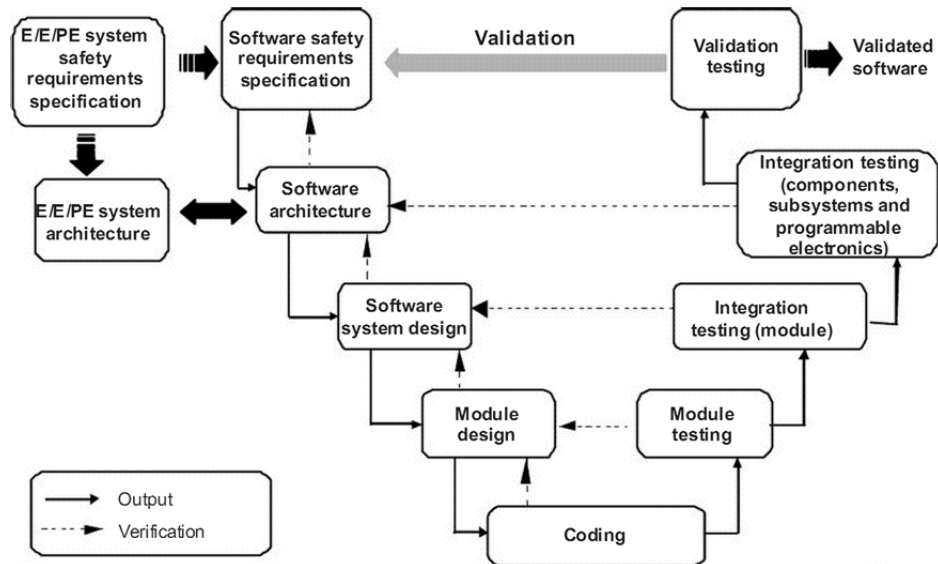 E/E/PE system
safety
requirements
specification
Software safety
requirements
specification
Validation
Validation
testing
Validated
software
E/E/PE system
architecture
Software
architecture
Integration testing
(components,
subsystems and
programmable
electronics)
Software
system design
Integration
testing (module)
Module
design
Module
testing
Output
Verification
Coding